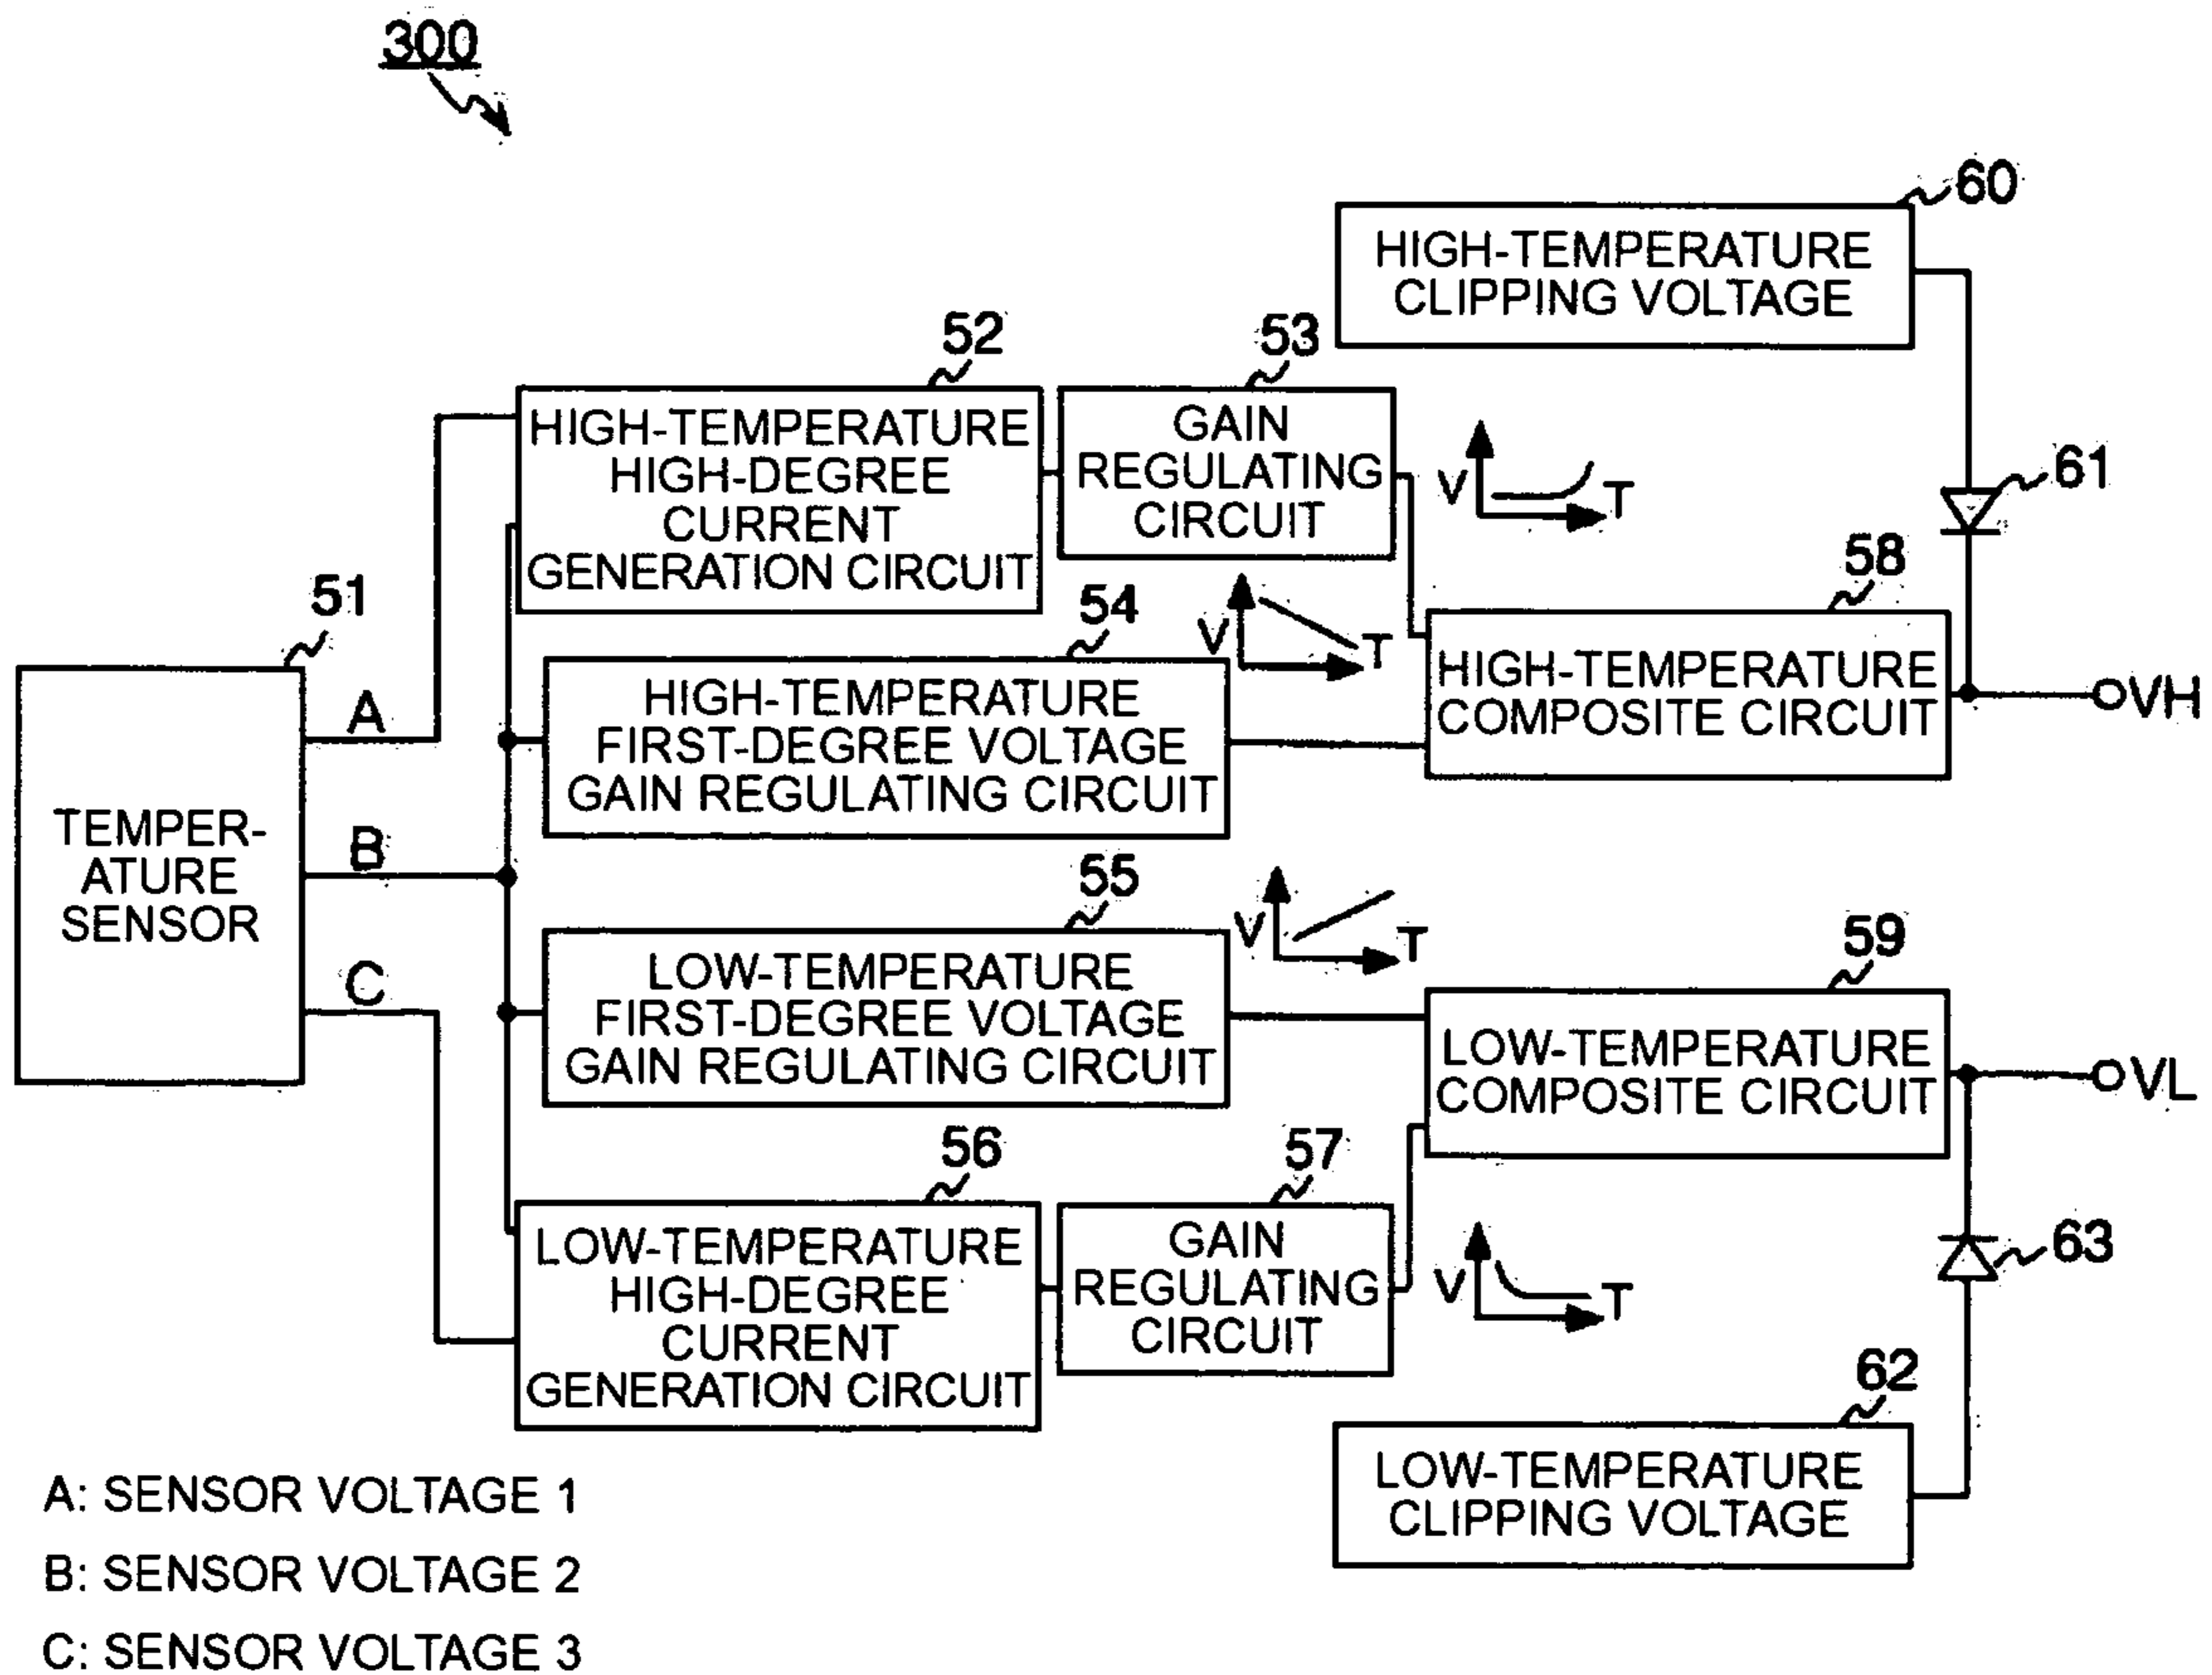 300
60
HIGH-TEMPERATURE
CLIPPING VOLTAGE
52
53
HIGH-TEMPERATURE
HIGH-DEGREE
CURRENT
GENERATION CIRCUIT
GAIN
REGULATING
CIRCUIT
V
T
61
51
54
V
T
58
A
HIGH-TEMPERATURE
FIRST-DEGREE VOLTAGE
GAIN REGULATING CIRCUIT
HIGH-TEMPERATURE
COMPOSITE CIRCUIT
VH
TEMPER-
ATURE
SENSOR
B
55
V
T
59
C
LOW-TEMPERATURE
FIRST-DEGREE VOLTAGE
GAIN REGULATING CIRCUIT
LOW-TEMPERATURE
COMPOSITE CIRCUIT
VL
56
57
LOW-TEMPERATURE
HIGH-DEGREE
CURRENT
GENERATION CIRCUIT
GAIN
REGULATING
CIRCUIT
V
T
63
62
LOW-TEMPERATURE
CLIPPING VOLTAGE
A: SENSOR VOLTAGE 1
B: SENSOR VOLTAGE 2
C: SENSOR VOLTAGE 3